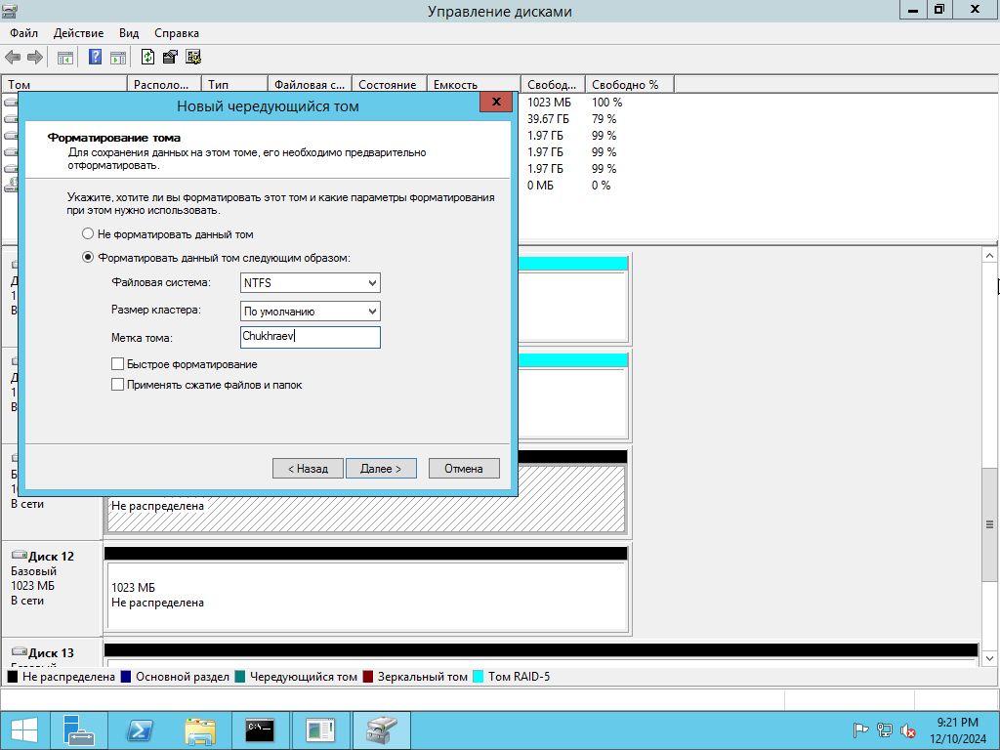 Управление дисками
Файл Действие Вид Справка
Том Располо... Тип Файловая с... Состояние Емкость Свобод... Свободно %
1023 МБ 100 %
39.67 ГБ 79 %
1.97 ГБ 99 %
1.97 ГБ 99 %
1.97 ГБ 99 %
0 МБ 0 %
Новый чередующийся том
Форматирование тома
Для сохранения данных на этом томе, его необходимо предварительно
отформатировать.
Укажите, хотите ли вы форматировать этот том и какие параметры форматирования
при этом нужно использовать.
Не форматировать данный том
Форматировать данный том следующим образом:
Файловая система: NTFS
Размер кластера: По умолчанию
Метка тома: Chukhraev
Быстрое форматирование
Применять сжатие файлов и папок
< Назад Далее > Отмена
В сети
Не распределена
Диск 12
Базовый
1023 МБ
В сети
1023 МБ
Не распределена
Диск 13
Не распределена Основной раздел Чередующийся том Зеркальный том Том RAID-5
9:21 PM
12/10/2024